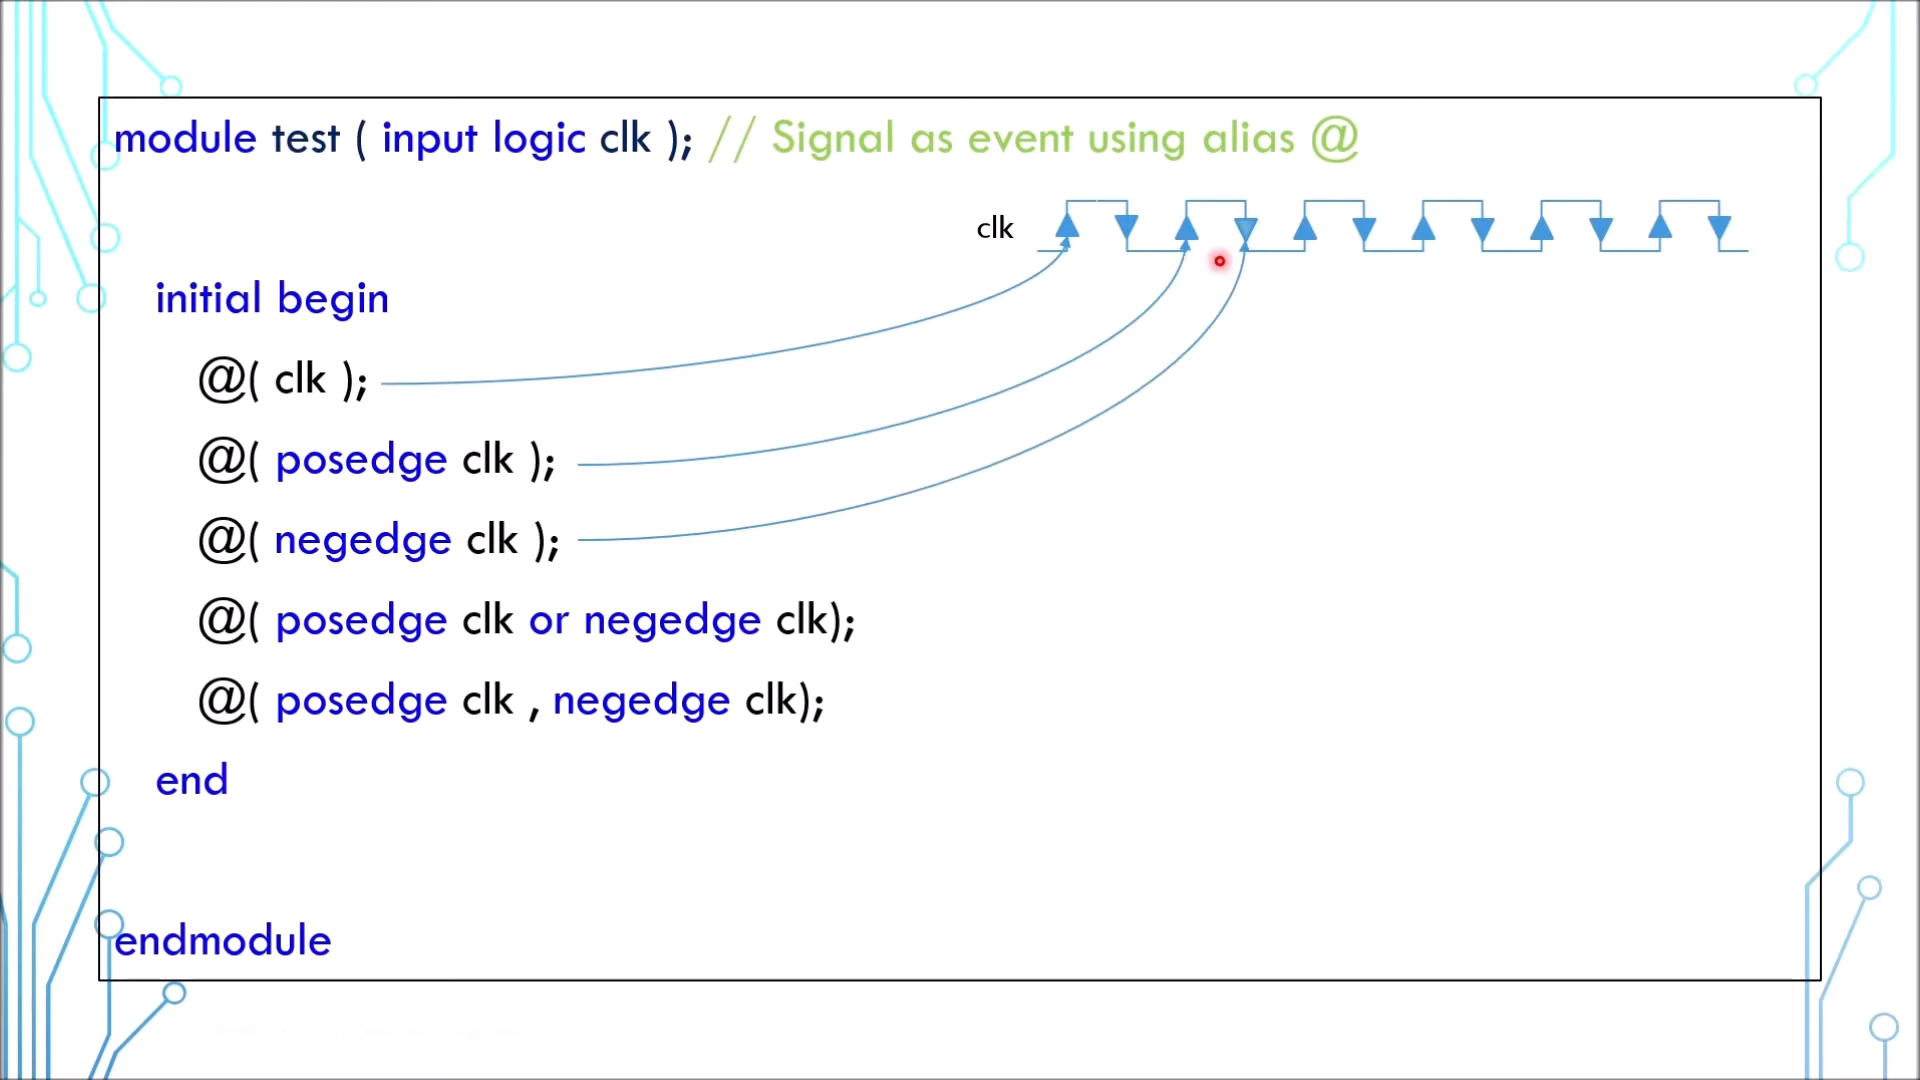 module test ( input logic clk ); // Signal as event using alias @
clk
initial begin
@( clk );
@( posedge clk );
@( negedge clk );
@( posedge clk or negedge clk);
@( posedge clk , negedge clk);
end
endmodule